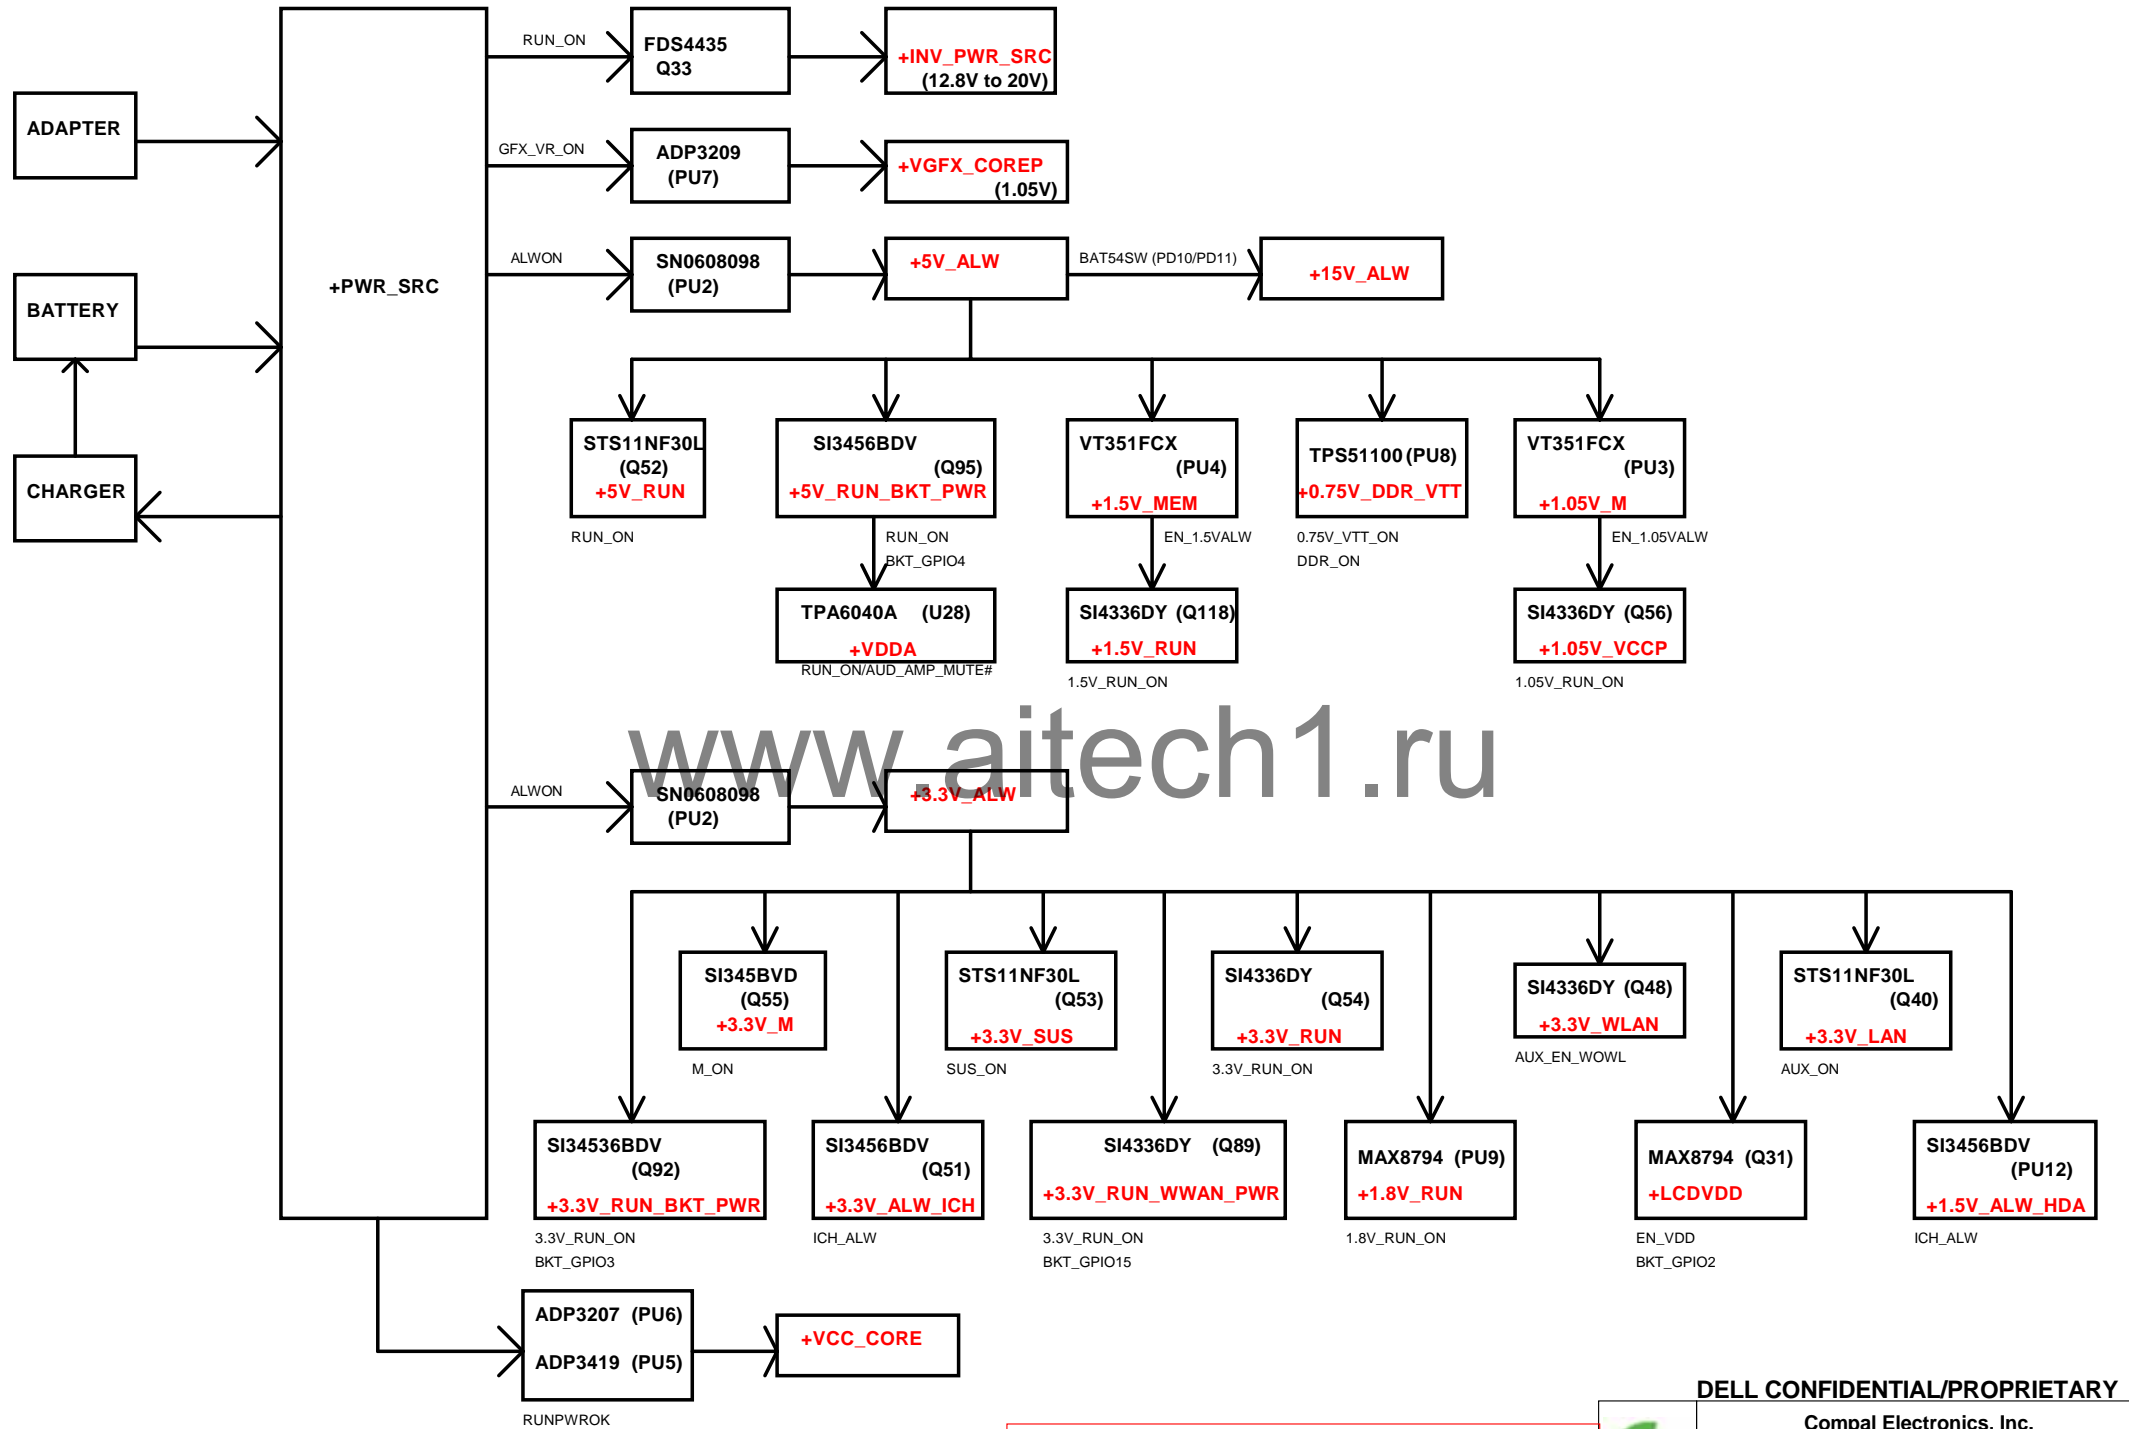 RUN_ON
FDS4435
Q33
+INV_PWR_SRC
(12.8V to 20V)
ADAPTER
GFX_VR_ON
ADP3209
(PU7)
+VGFX_COREP
(1.05V)
+PWR_SRC
BATTERY
ALWON
SN0608098
(PU2)
+5V_ALW
BAT54SW (PD10/PD11)
+15V_ALW
CHARGER
STS11NF30L
(Q52)
+5V_RUN
RUN_ON
SI3456BDV
(Q95)
+5V_RUN_BKT_PWR
RUN_ON
BKT_GPIO4
VT351FCX
(PU4)
+1.5V_MEM
EN_1.5VALW
TPS51100 (PU8)
+0.75V_DDR_VTT
0.75V_VTT_ON
DDR_ON
VT351FCX
(PU3)
+1.05V_M
EN_1.05VALW
TPA6040A (U28)
+VDDA
RUN_ON/AUD_AMP_MUTE#
SI4336DY (Q118)
+1.5V_RUN
1.5V_RUN_ON
SI4336DY (Q56)
+1.05V_VCCP
1.05V_RUN_ON
www.aitech1.ru
ALWON
SN0608098
(PU2)
+3.3V_ALW
SI345BVD
(Q55)
+3.3V_M
M_ON
STS11NF30L
(Q53)
+3.3V_SUS
SUS_ON
SI4336DY
(Q54)
+3.3V_RUN
3.3V_RUN_ON
SI4336DY (Q48)
+3.3V_WLAN
AUX_EN_WOWL
STS11NF30L
(Q40)
+3.3V_LAN
AUX_ON
SI34536BDV
(Q92)
+3.3V_RUN_BKT_PWR
3.3V_RUN_ON
BKT_GPIO3
SI3456BDV
(Q51)
+3.3V_ALW_ICH
ICH_ALW
SI4336DY (Q89)
+3.3V_RUN_WWAN_PWR
3.3V_RUN_ON
BKT_GPIO15
MAX8794 (PU9)
+1.8V_RUN
1.8V_RUN_ON
MAX8794 (Q31)
+LCDVDD
EN_VDD
BKT_GPIO2
SI3456BDV
(PU12)
+1.5V_ALW_HDA
ICH_ALW
ADP3207 (PU6)
ADP3419 (PU5)
RUNPWROK
+VCC_CORE
DELL CONFIDENTIAL/PROPRIETARY
Compal Electronics, Inc.